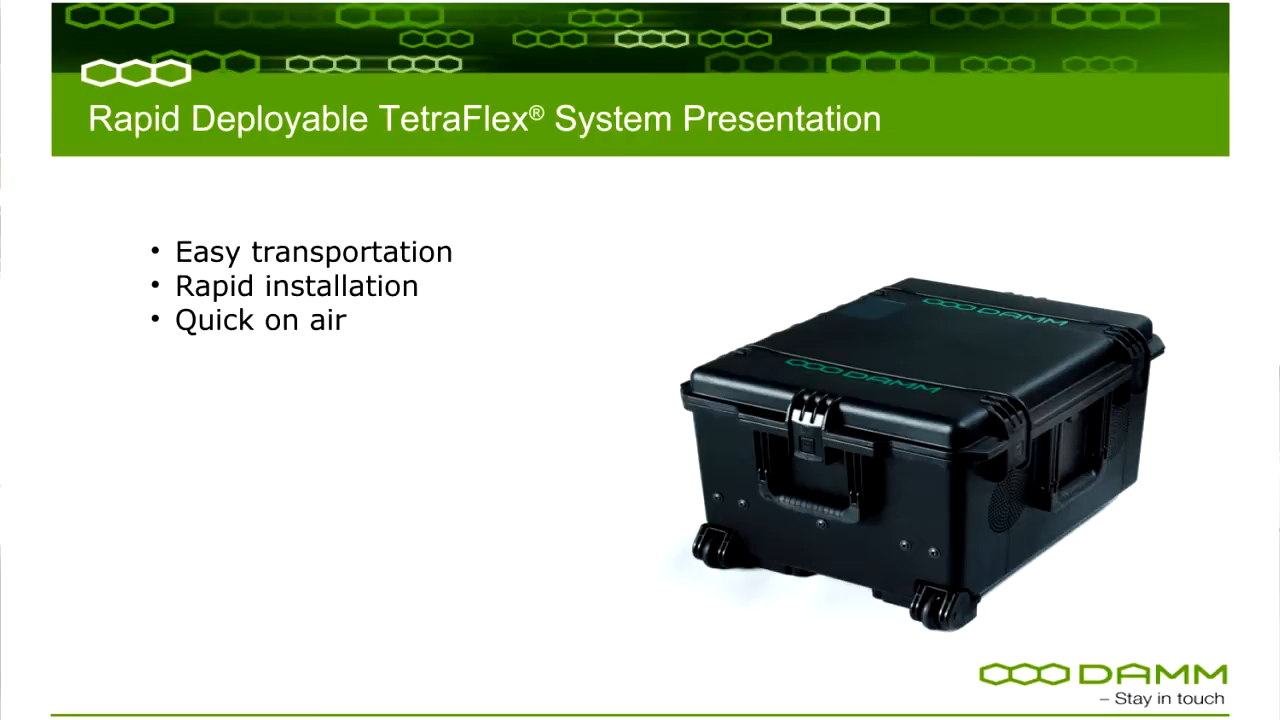 Rapid Deployable TetraFlex® System Presentation
• Easy transportation
• Rapid installation
• Quick on air
DAMM
DAMM
DAMM
– Stay in touch